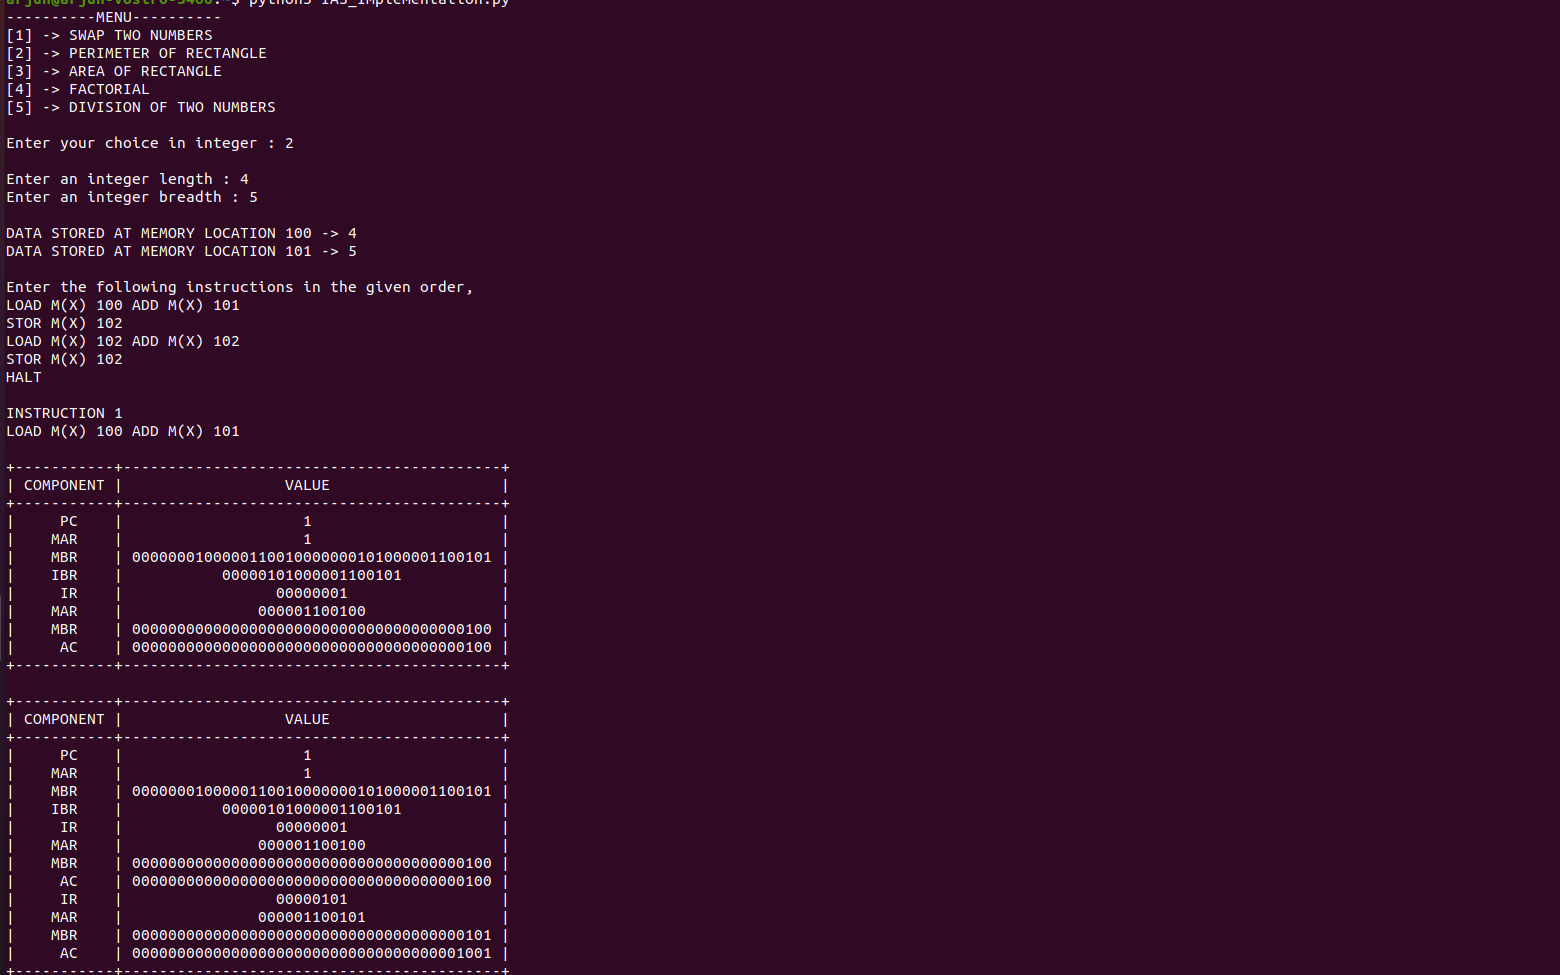 arjun@arjun-Vostro-3400:~$ python3 IAS_Implementation.py
----------MENU----------
[1] -> SWAP TWO NUMBERS
[2] -> PERIMETER OF RECTANGLE
[3] -> AREA OF RECTANGLE
[4] -> FACTORIAL
[5] -> DIVISION OF TWO NUMBERS
Enter your choice in integer : 2
Enter an integer length : 4
Enter an integer breadth : 5
DATA STORED AT MEMORY LOCATION 100 -> 4
DATA STORED AT MEMORY LOCATION 101 -> 5
Enter the following instructions in the given order,
LOAD M(X) 100 ADD M(X) 101
STOR M(X) 102
LOAD M(X) 102 ADD M(X) 102
STOR M(X) 102
HALT
INSTRUCTION 1
LOAD M(X) 100 ADD M(X) 101
+-----------+------------------------------------------+
| COMPONENT |                  VALUE                   |
+-----------+------------------------------------------+
|     PC    |                    1                     |
|    MAR    |                    1                     |
|    MBR    | 0000000100000110010000000101000001100101 |
|    IBR    |           00000101000001100101           |
|     IR    |                 00000001                 |
|    MAR    |               000001100100               |
|    MBR    | 0000000000000000000000000000000000000100 |
|     AC    | 0000000000000000000000000000000000000100 |
+-----------+------------------------------------------+
+-----------+------------------------------------------+
| COMPONENT |                  VALUE                   |
+-----------+------------------------------------------+
|     PC    |                    1                     |
|    MAR    |                    1                     |
|    MBR    | 0000000100000110010000000101000001100101 |
|    IBR    |           00000101000001100101           |
|     IR    |                 00000001                 |
|    MAR    |               000001100100               |
|    MBR    | 0000000000000000000000000000000000000100 |
|     AC    | 0000000000000000000000000000000000000100 |
|     IR    |                 00000101                 |
|    MAR    |               000001100101               |
|    MBR    | 0000000000000000000000000000000000000101 |
|     AC    | 0000000000000000000000000000000000001001 |
+-----------+------------------------------------------+